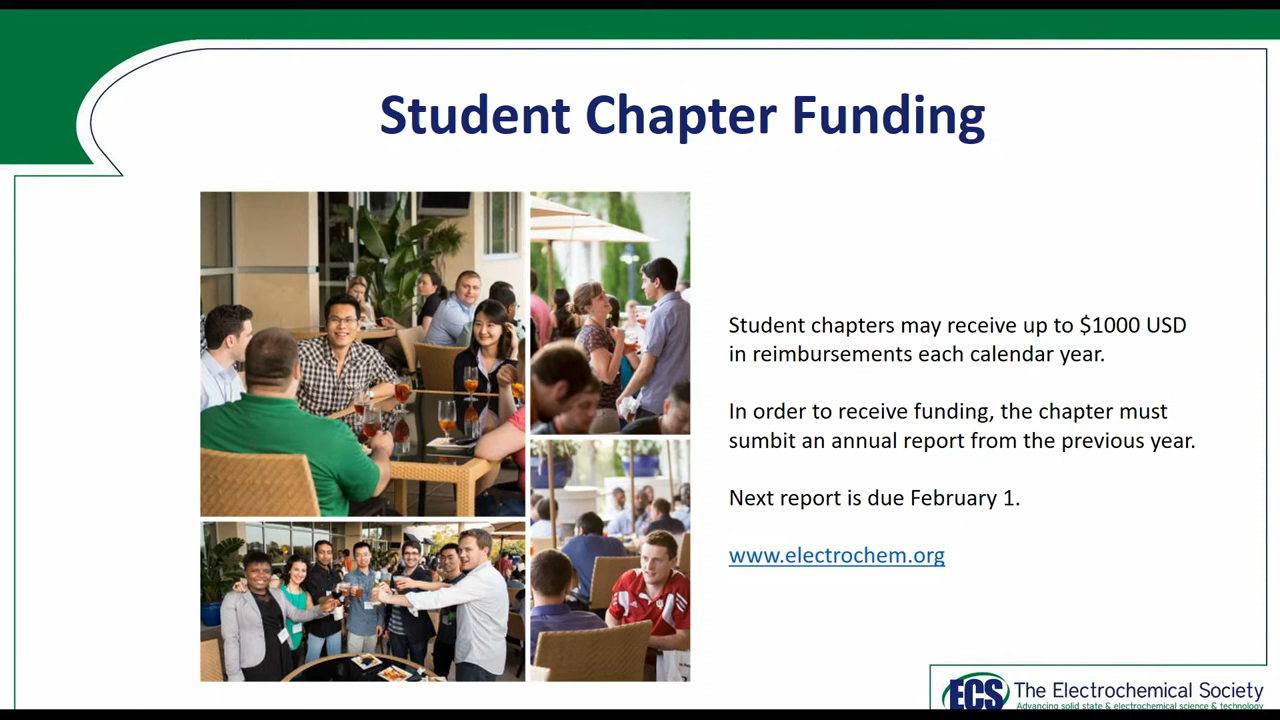 Student Chapter Funding
Student chapters may receive up to $1000 USD
in reimbursements each calendar year.
In order to receive funding, the chapter must
sumbit an annual report from the previous year.
Next report is due February 1.
www.electrochem.org
ECS The Electrochemical Society
Advancing solid state & electrochemical science & technology